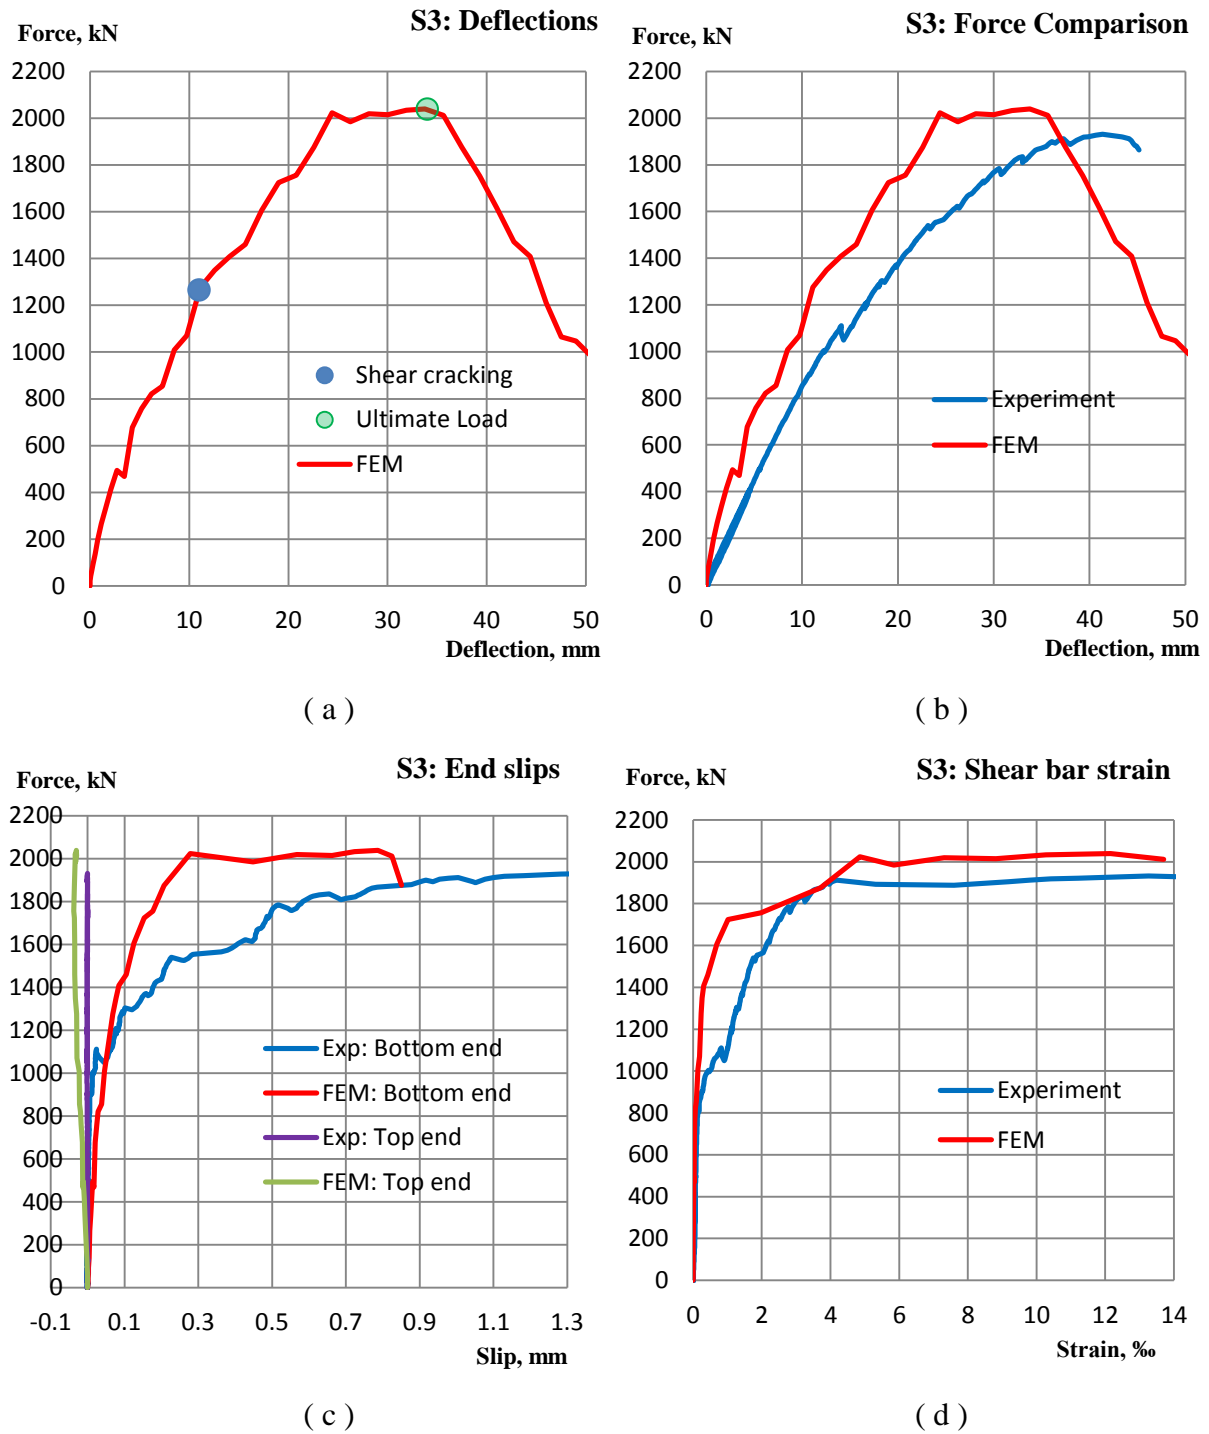 S3: Deflections
Force, kN
2200
2000
1800
1600
1400
1200
1000
800
600
400
200
0
Shear cracking
Ultimate Load
FEM
0 10 20 30 40 50
Deflection, mm
( a )
S3: Force Comparison
Force, kN
2200
2000
1800
1600
1400
1200
1000
800
600
400
200
0
Experiment
FEM
0 10 20 30 40 50
Deflection, mm
( b )
S3: End slips
Force, kN
2200
2000
1800
1600
1400
1200
1000
800
600
400
200
0
Exp: Bottom end
FEM: Bottom end
Exp: Top end
FEM: Top end
-0.1 0.1 0.3 0.5 0.7 0.9 1.1 1.3
Slip, mm
( c )
S3: Shear bar strain
Force, kN
2200
2000
1800
1600
1400
1200
1000
800
600
400
200
0
Experiment
FEM
0 2 4 6 8 10 12 14
Strain, ‰
( d )